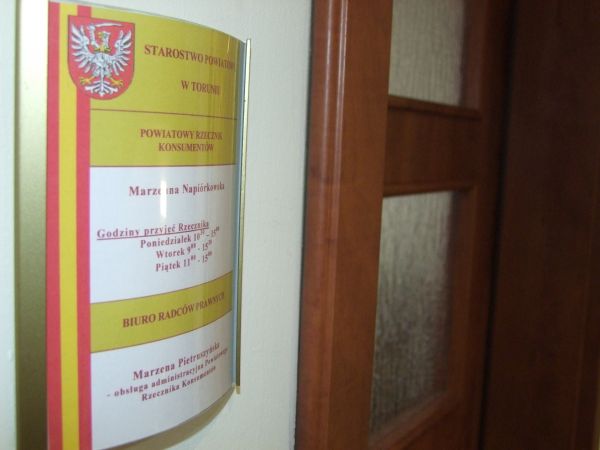 STAROSTWO POWIATOWE
W TORUNIU
POWIATOWY RZECZNIK
KONSUMENTÓW
Marzenna Napiórkowska
Godziny przyjęć Rzecznika
Poniedziałek 10⁰⁰ - 15⁰⁰
Wtorek 9⁰⁰ - 15⁰⁰
Piątek 11⁰⁰ - 15⁰⁰
BIURO RADCÓW PRAWNYCH
Marzena Pietruszyńska
- obsługa administracyjna Powiatowego
Rzecznika Konsumentów